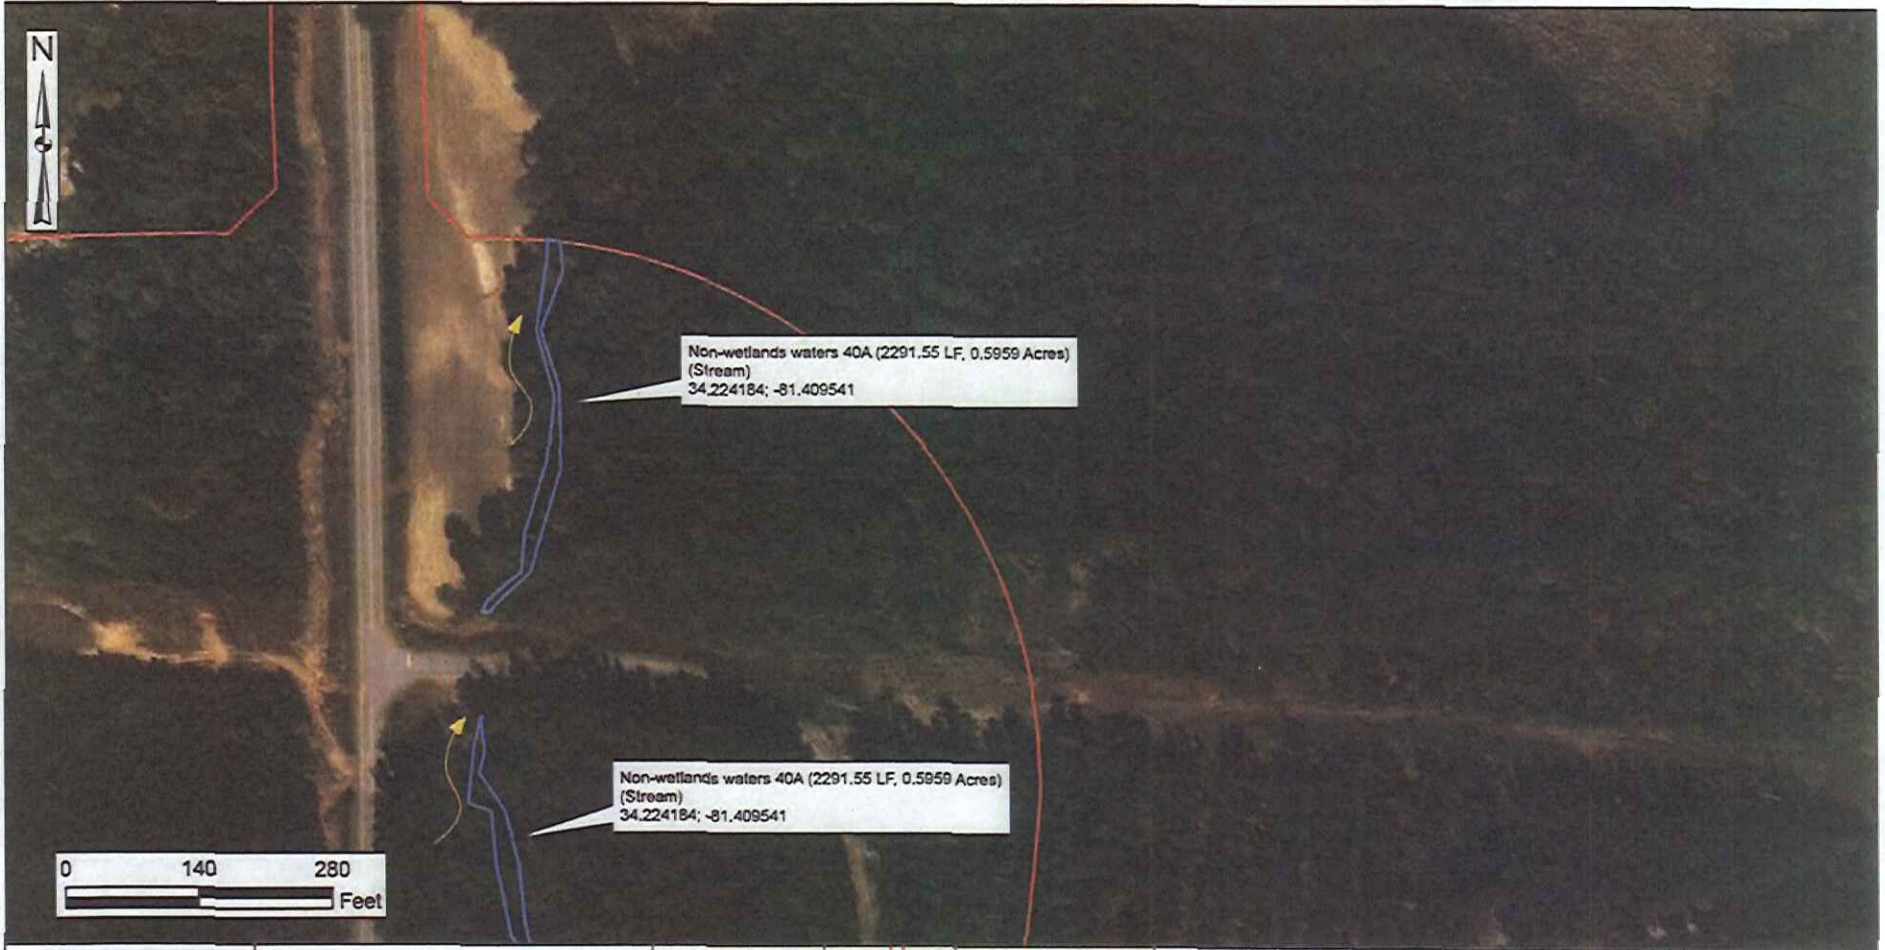 N
Non-wetlands waters 40A (2291.55 LF, 0.5959 Acres)
(Stream)
34.224184; -81.409541
Non-wetlands waters 40A (2291.55 LF, 0.5959 Acres)
(Stream)
34.224184; -81.409541
0 140 280
Feet